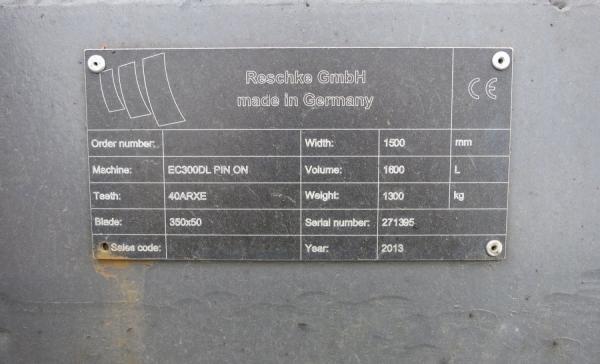 Reschke GmbH
made in Germany
CE
Order number: Width: 1500 mm
Machine: EC300DL PIN ON Volume: 1600 L
Teeth: 40ARXE Weight: 1300 kg
Blade: 350x50 Serial number: 271395
Sales code: Year: 2013